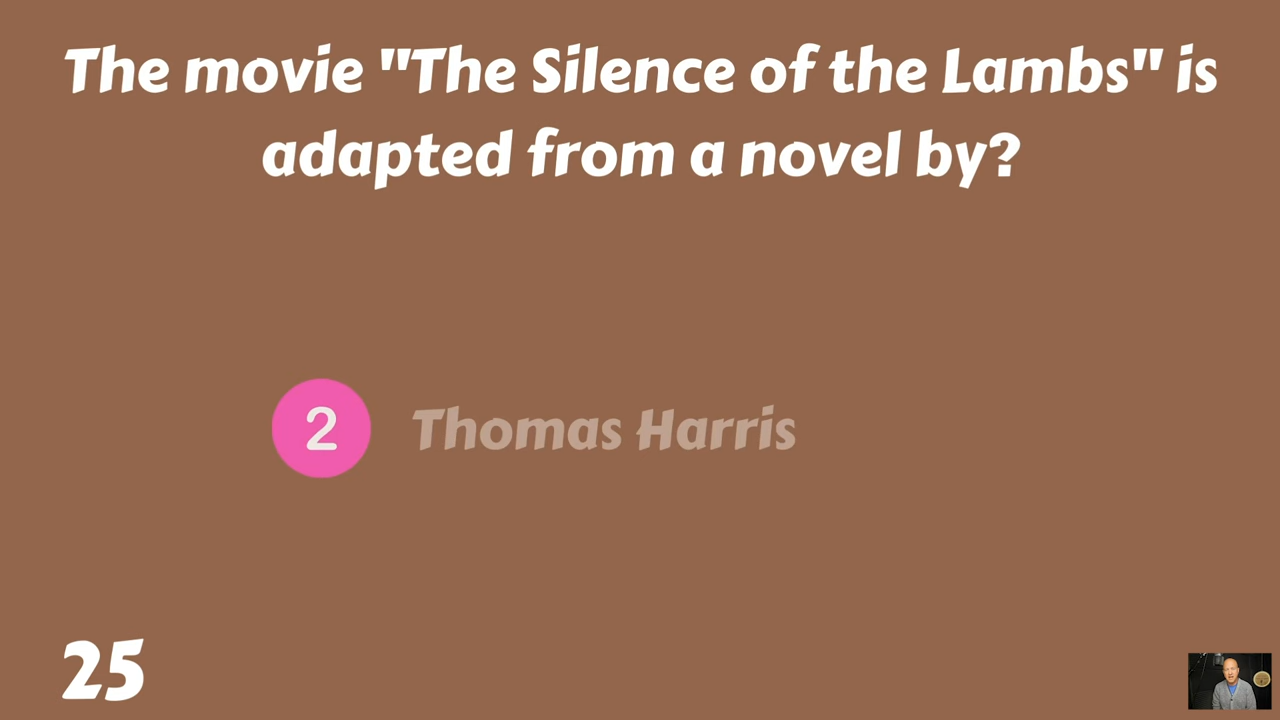 The movie "The Silence of the Lambs" is
adapted from a novel by?
2 Thomas Harris
25